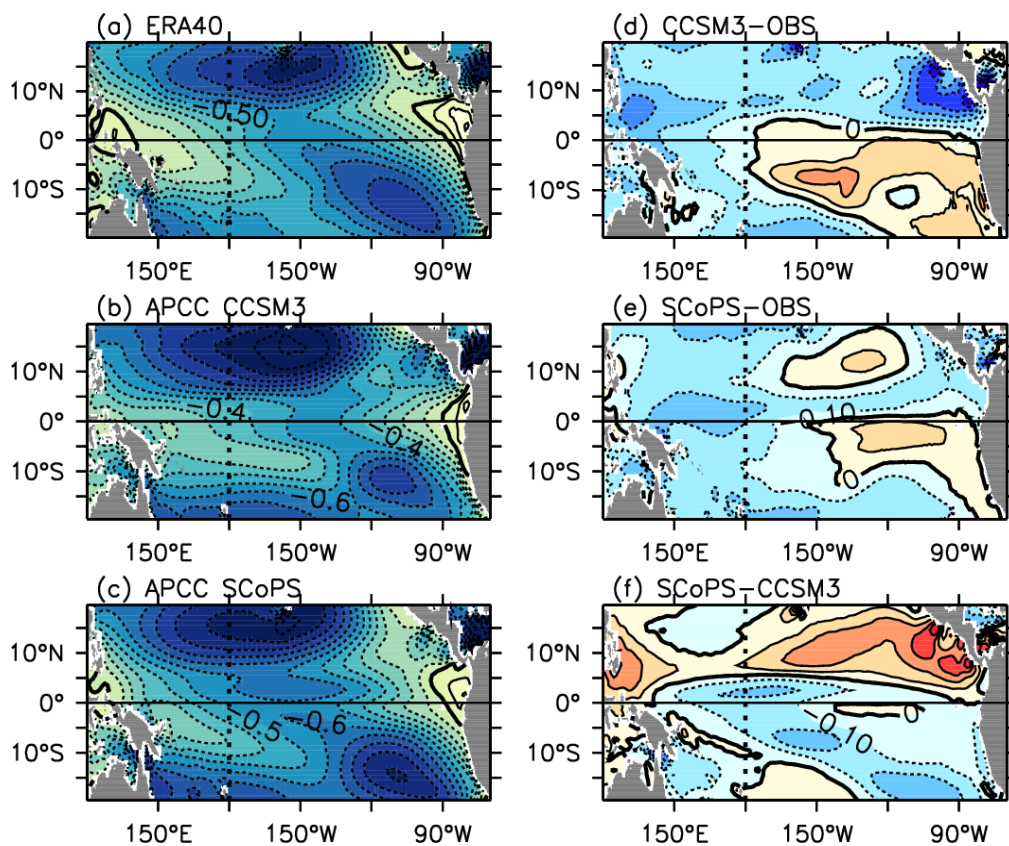 (a) ERA40
10°N
0°
10°S
−0.50
150°E 150°W 90°W
(b) APCC CCSM3
10°N
0°
10°S
−0.4
−0.4
−0.6
150°E 150°W 90°W
(c) APCC SCoPS
10°N
0°
10°S
−0.5
−0.6
150°E 150°W 90°W
(d) CCSM3−OBS
10°N
0°
10°S
0
150°E 150°W 90°W
(e) SCoPS−OBS
10°N
0°
10°S
0.10
0
150°E 150°W 90°W
(f) SCoPS−CCSM3
10°N
0°
10°S
0
−0.10
150°E 150°W 90°W